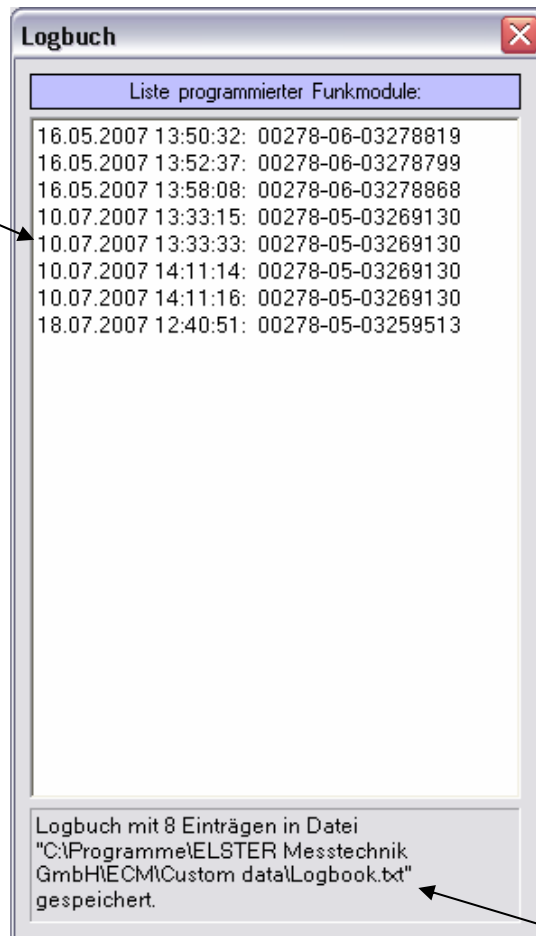 Logbuch
Liste programmierter Funkmodule:
16.05.2007 13:50:32: 00278-06-03278819
16.05.2007 13:52:37: 00278-06-03278799
16.05.2007 13:58:08: 00278-06-03278868
10.07.2007 13:33:15: 00278-05-03269130
10.07.2007 13:33:33: 00278-05-03269130
10.07.2007 14:11:14: 00278-05-03269130
10.07.2007 14:11:16: 00278-05-03269130
18.07.2007 12:40:51: 00278-05-03259513
Logbuch mit 8 Einträgen in Datei
"C:\Programme\ELSTER Messtechnik
GmbH\ECM\Custom data\Logbook.txt"
gespeichert.